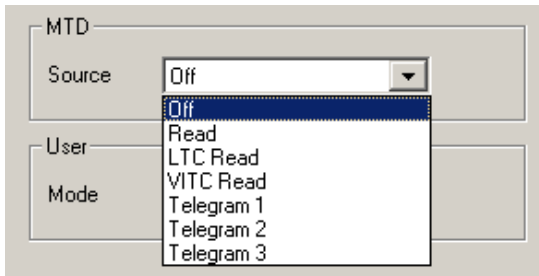 MTD
Source Off
Off
Read
User
LTC Read
VITC Read
Mode
Telegram 1
Telegram 2
Telegram 3